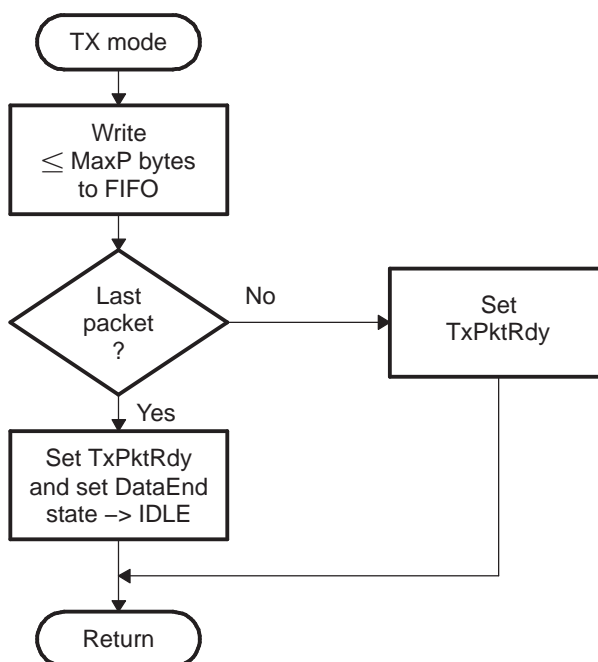 TX mode
Write
≤ MaxP bytes
to FIFO
Last
packet
?
No
Set
TxPktRdy
Yes
Set TxPktRdy
and set DataEnd
state −> IDLE
Return